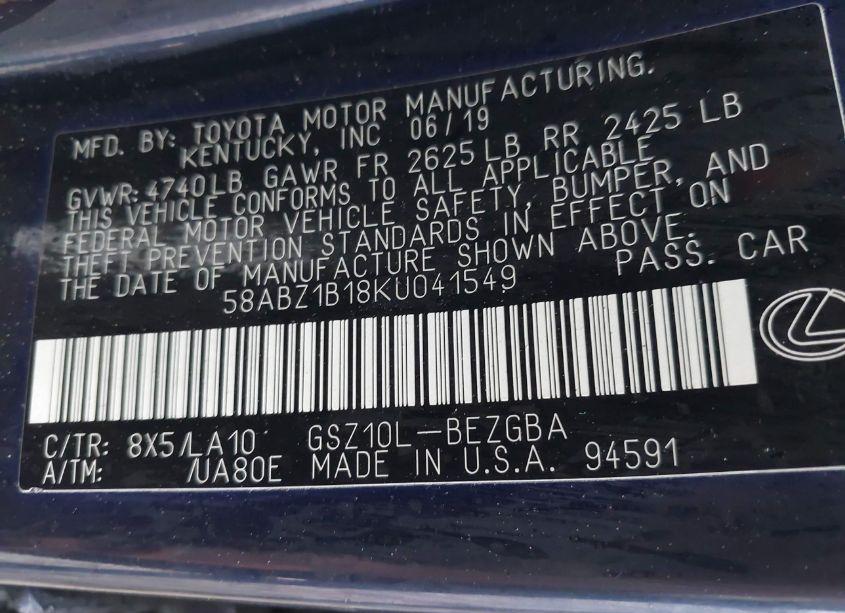 MFD. BY: TOYOTA MOTOR MANUFACTURING.
KENTUCKY, INC 06/19
GVWR: 4740LB GAWR FR 2625 LB RR 2425 LB
THIS VEHICLE CONFORMS TO ALL APPLICABLE
FEDERAL MOTOR VEHICLE SAFETY, BUMPER, AND
THEFT PREVENTION STANDARDS IN EFFECT ON
THE DATE OF MANUFACTURE SHOWN ABOVE.
58ABZ1B18KU041549 PASS. CAR
C/TR: 8X5/LA10 GSZ10L-BEZGBA
A/TM: /UA80E MADE IN U.S.A. 94591